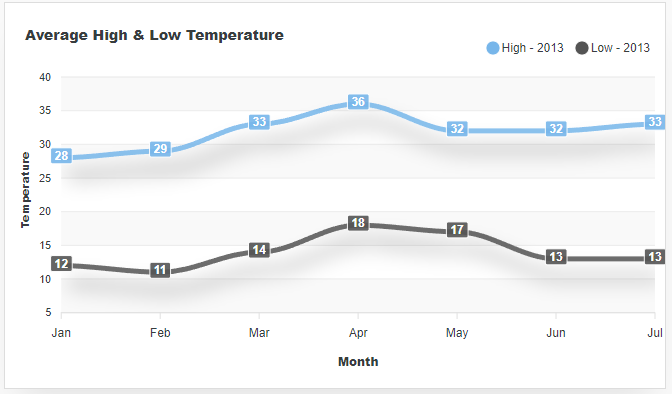 Average High & Low Temperature
High - 2013 Low - 2013
40
35
30
25
20
15
10
5
Temperature
28 29 33 36 32 32 33
12 11 14 18 17 13 13
Jan Feb Mar Apr May Jun Jul
Month